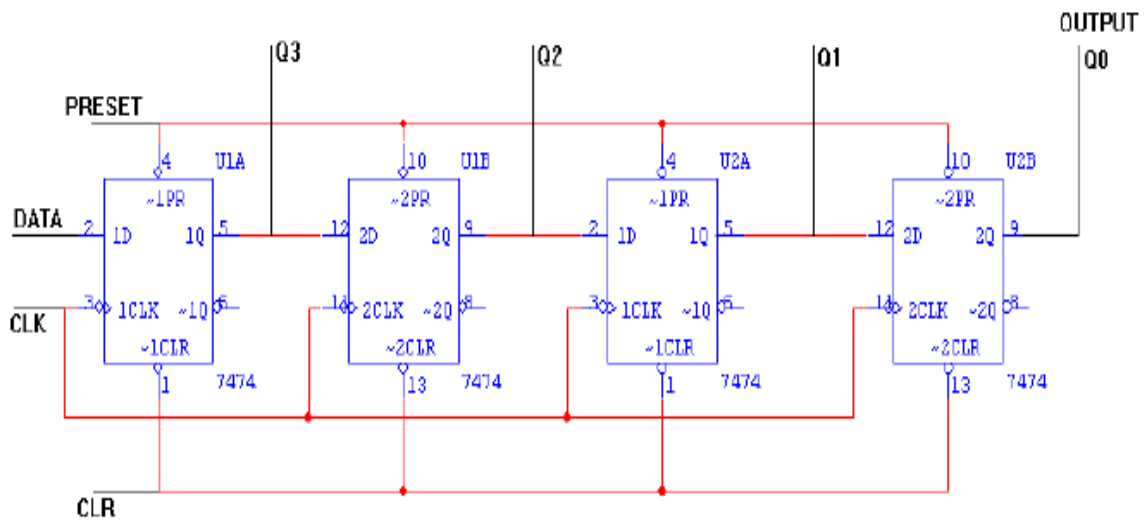 OUTPUT
Q3
Q2
Q1
Q0
PRESET
4
U1A
10
U1B
4
U2A
10
U2B
~1PR
~2PR
~1PR
~2PR
DATA
2
1D
1Q
5
12
2D
2Q
9
2
1D
1Q
5
12
2D
2Q
9
CLK
3
1CLK
~1Q
6
11
2CLK
~2Q
8
3
1CLK
~1Q
6
11
2CLK
~2Q
8
~1CLR
~2CLR
~1CLR
~2CLR
1
7474
13
7474
1
7474
13
7474
CLR